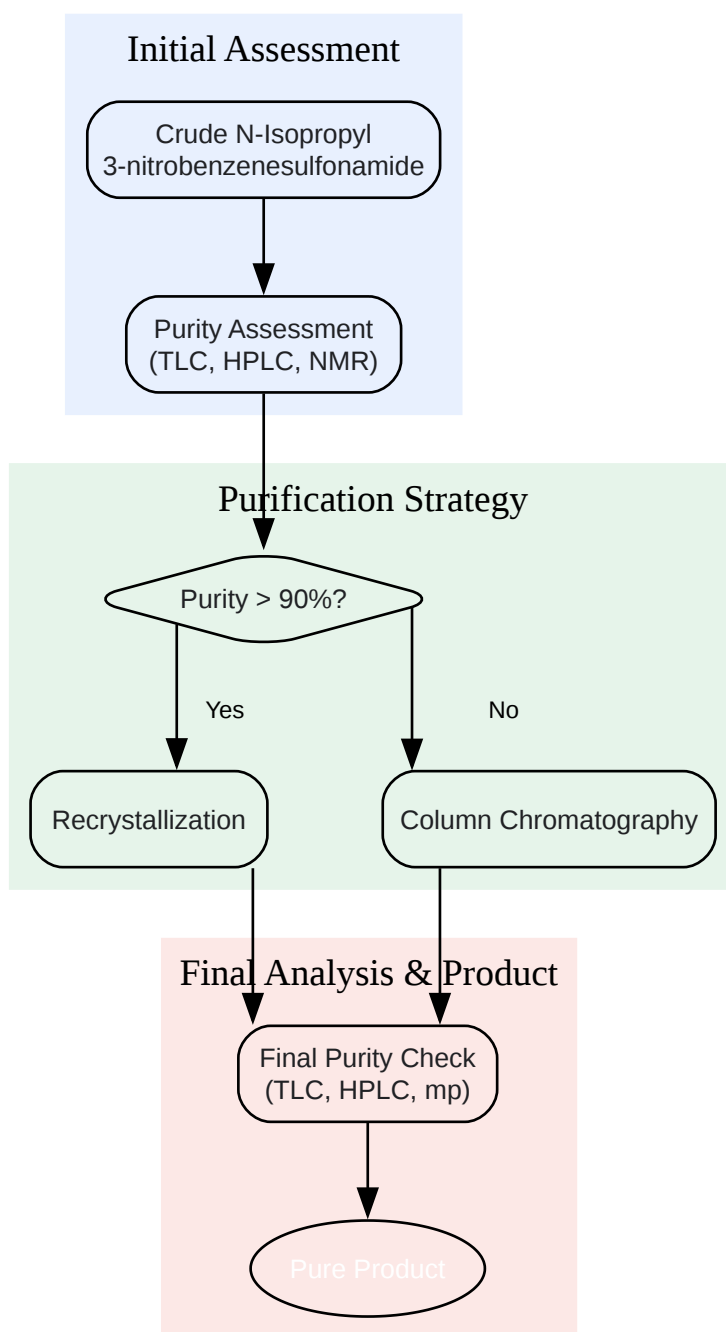 Initial Assessment
Crude N-Isopropyl
3-nitrobenzenesulfonamide
Purity Assessment
(TLC, HPLC, NMR)
Purification Strategy
Purity > 90%?
Yes
No
Recrystallization
Column Chromatography
Final Analysis & Product
Final Purity Check
(TLC, HPLC, mp)
Pure Product